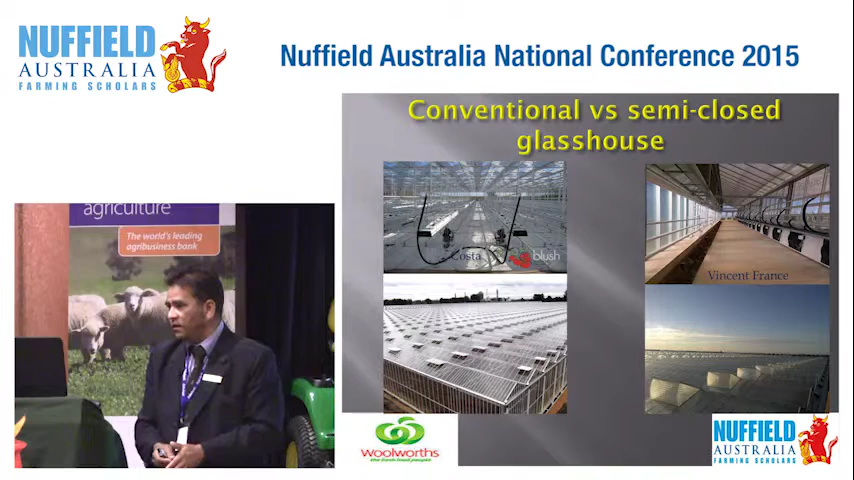 NUFFIELD
AUSTRALIA
FARMING SCHOLARS
Nuffield Australia National Conference 2015
Conventional vs semi-closed
glasshouse
agriculture
The world's leading
agribusiness bank
Costa
blush
Vincent France
Woolworths
the fresh food people
NUFFIELD
AUSTRALIA
FARMING SCHOLARS